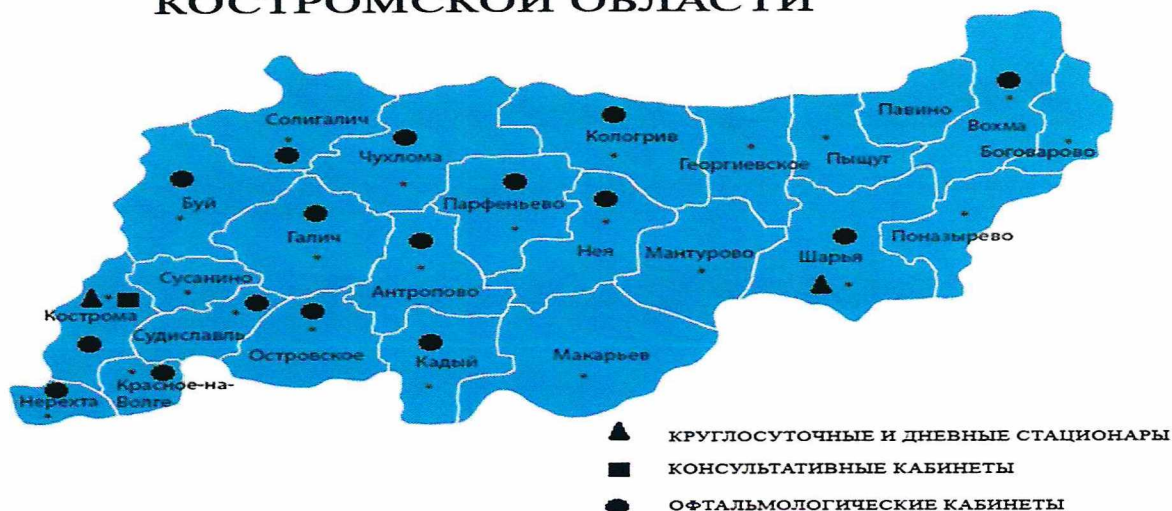 КОСТРОМСКОЙ ОБЛАСТИ
Солигалич
Чухлома
Кологрив
Георгиевское
Пыщуг
Павино
Вохма
Боговарово
Буй
Галич
Парфеньево
Нея
Мантурово
Шарья
Поназырево
Сусанино
Антропово
Кострома
Судиславль
Островское
Кадый
Макарьев
Нерехта
Красное-на-
Волге
КРУГЛОСУТОЧНЫЕ И ДНЕВНЫЕ СТАЦИОНАРЫ
КОНСУЛЬТАТИВНЫЕ КАБИНЕТЫ
ОФТАЛЬМОЛОГИЧЕСКИЕ КАБИНЕТЫ